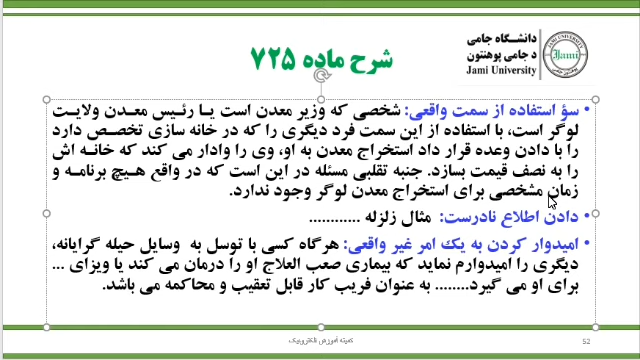 دانشگاه جامی
د جامی پوهنتون
Jami University
JAMI UNIVERSITY
Jami
شرح ماده ۷۲۵
• سؤ استفاده از سمت واقعی: شخصی که وزیر معدن است یا رئیس معدن ولایت
لوگر است، با استفاده از این سمت فرد دیگری را که در خانه سازی تخصص دارد
را با دادن وعده قرار داد استخراج معدن به او، وی را وادار می کند که خانه اش
را به نصف قیمت بسازد. جنبه تقلبی مسئله در این است که در واقع هیچ برنامه و
زمان مشخصی برای استخراج معدن لوگر وجود ندارد.
• دادن اطلاع نادرست: مثال زلزله ............
• امیدوار کردن به یک امر غیر واقعی: هرگاه کسی با توسل به وسایل حیله گرایانه،
دیگری را امیدوارم نماید که بیماری صعب العلاج او را درمان می کند یا ویزای ...
برای او می گیرد........ به عنوان فریب کار قابل تعقیب و محاکمه می باشد.
کمیته آموزش الکترونیک
52